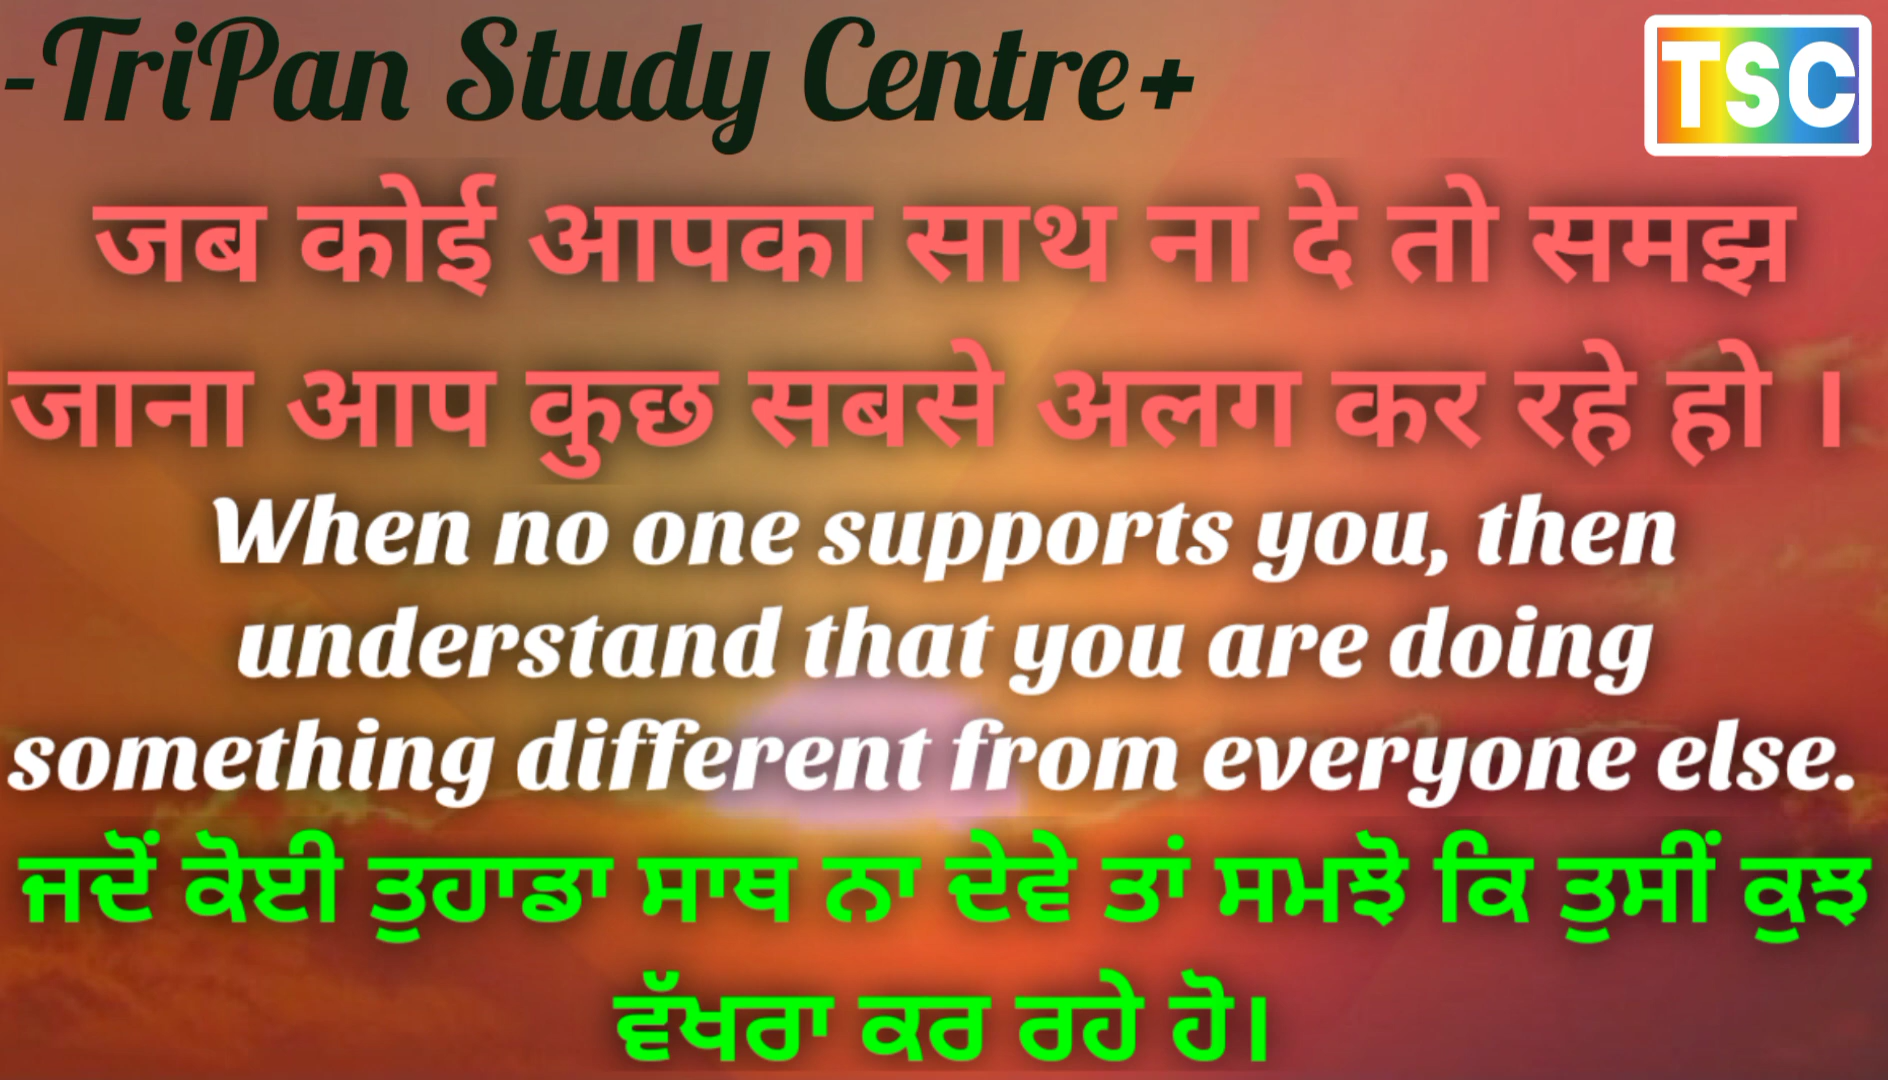 -TriPan Study Centre+
TSC
जब कोई आपका साथ ना दे तो समझ
जाना आप कुछ सबसे अलग कर रहे हो ।
When no one supports you, then
understand that you are doing
something different from everyone else.
ਜਦੋਂ ਕੋਈ ਤੁਹਾਡਾ ਸਾਥ ਨਾ ਦੇਵੇ ਤਾਂ ਸਮਝੋ ਕਿ ਤੁਸੀਂ ਕੁਝ
ਵੱਖਰਾ ਕਰ ਰਹੇ ਹੋ।